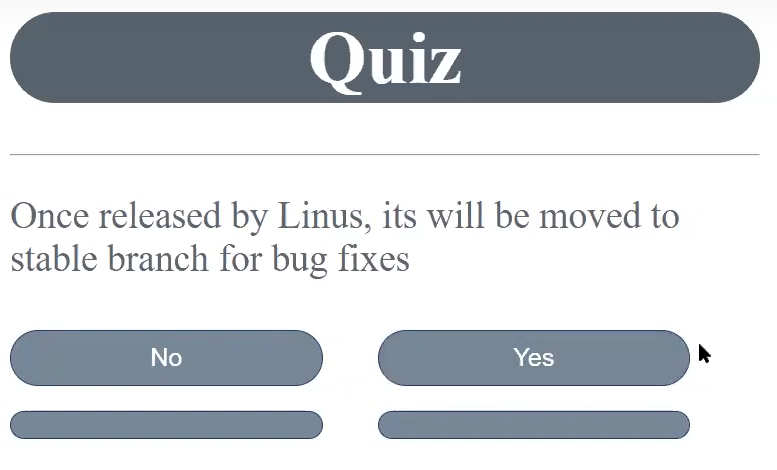 Quiz
Once released by Linus, its will be moved to
stable branch for bug fixes
No
Yes